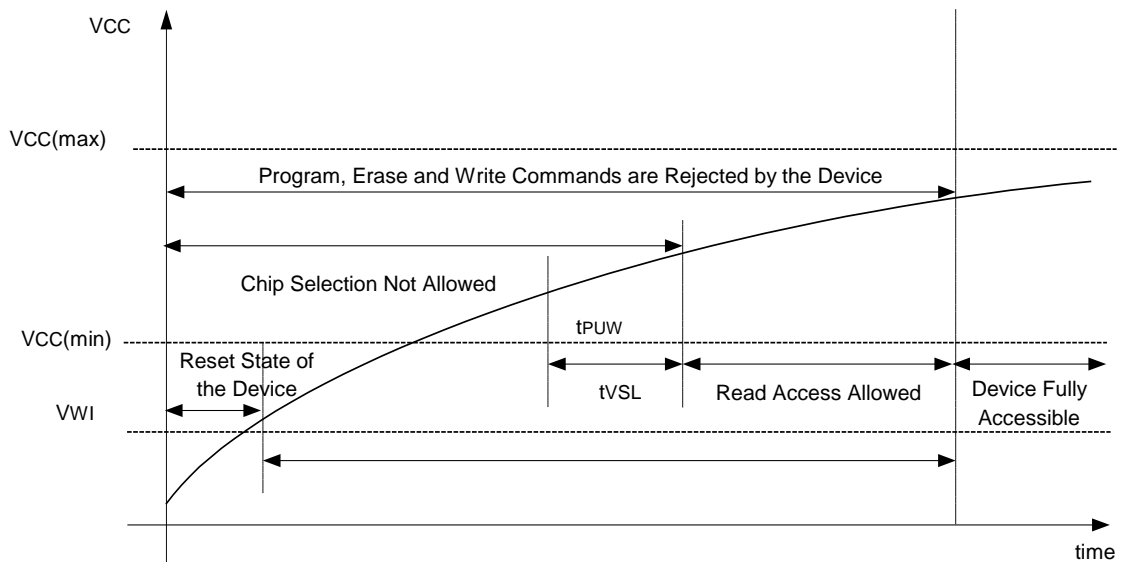 VCC
VCC(max)
Program, Erase and Write Commands are Rejected by the Device
Chip Selection Not Allowed
VCC(min)
tPUW
Reset State of
the Device
tVSL
Read Access Allowed
Device Fully
Accessible
VWI
time